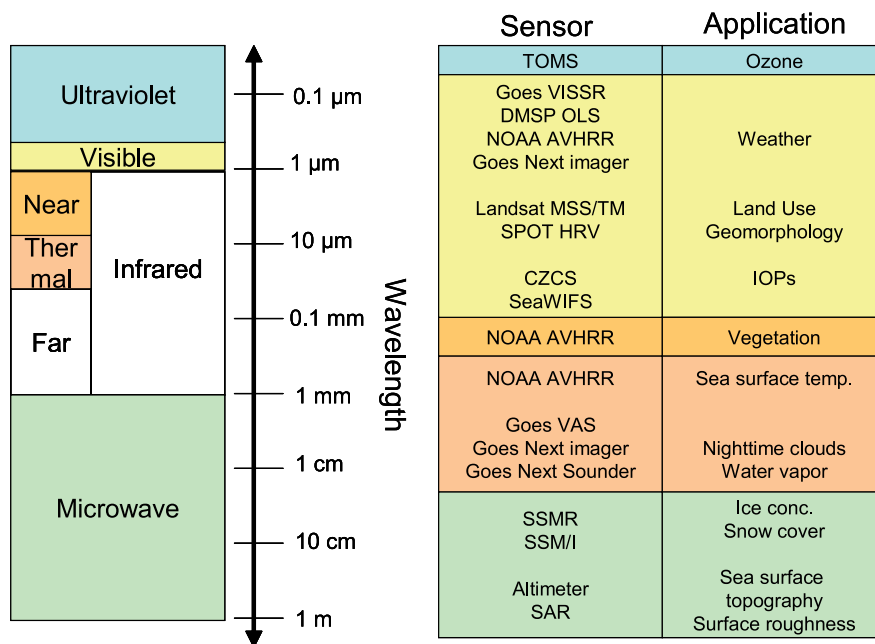 Ultraviolet
Visible
Near
Ther
mal
Infrared
Far
Microwave
0.1 µm
1 µm
10 µm
0.1 mm
1 mm
1 cm
10 cm
1 m
Wavelength
Sensor
Application
TOMS
Ozone
Goes VISSR
DMSP OLS
NOAA AVHRR
Goes Next imager
Weather
Landsat MSS/TM
SPOT HRV
Land Use
Geomorphology
CZCS
SeaWIFS
IOPs
NOAA AVHRR
Vegetation
NOAA AVHRR
Sea surface temp.
Goes VAS
Goes Next imager
Goes Next Sounder
Nighttime clouds
Water vapor
SSMR
SSM/I
Ice conc.
Snow cover
Altimeter
SAR
Sea surface
topography
Surface roughness